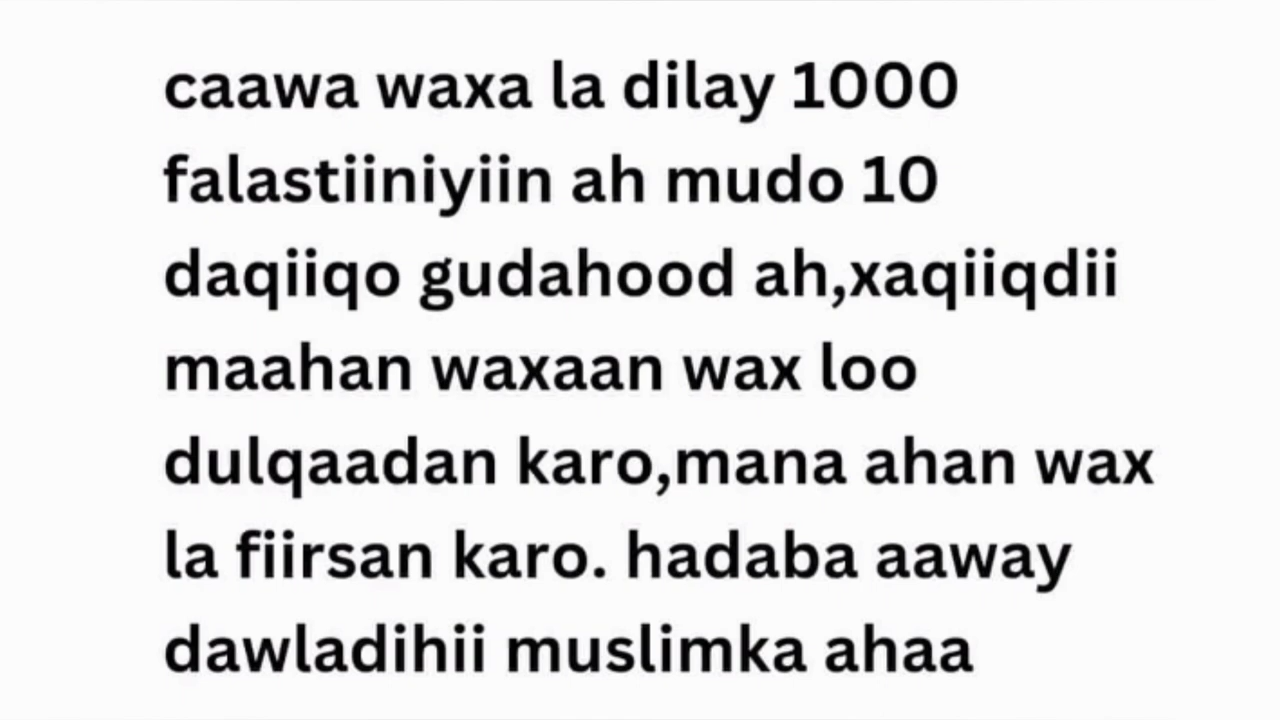 caawa waxa la dilay 1000
falastiiniyiin ah mudo 10
daqiiqo gudahood ah,xaqiiqdii
maahan waxaan wax loo
dulqaadan karo,mana ahan wax
la fiirsan karo. hadaba aaway
dawladihii muslimka ahaa